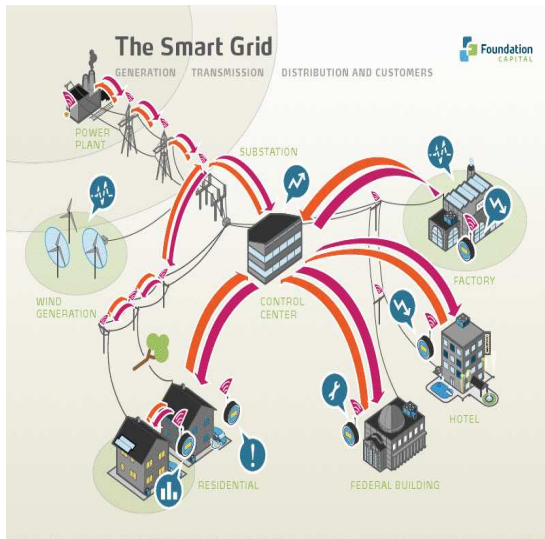 The Smart Grid
Foundation
CAPITAL
GENERATION TRANSMISSION DISTRIBUTION AND CUSTOMERS
POWER
PLANT
SUBSTATION
WIND
GENERATION
CONTROL
CENTER
FACTORY
HOTEL
RESIDENTIAL
FEDERAL BUILDING